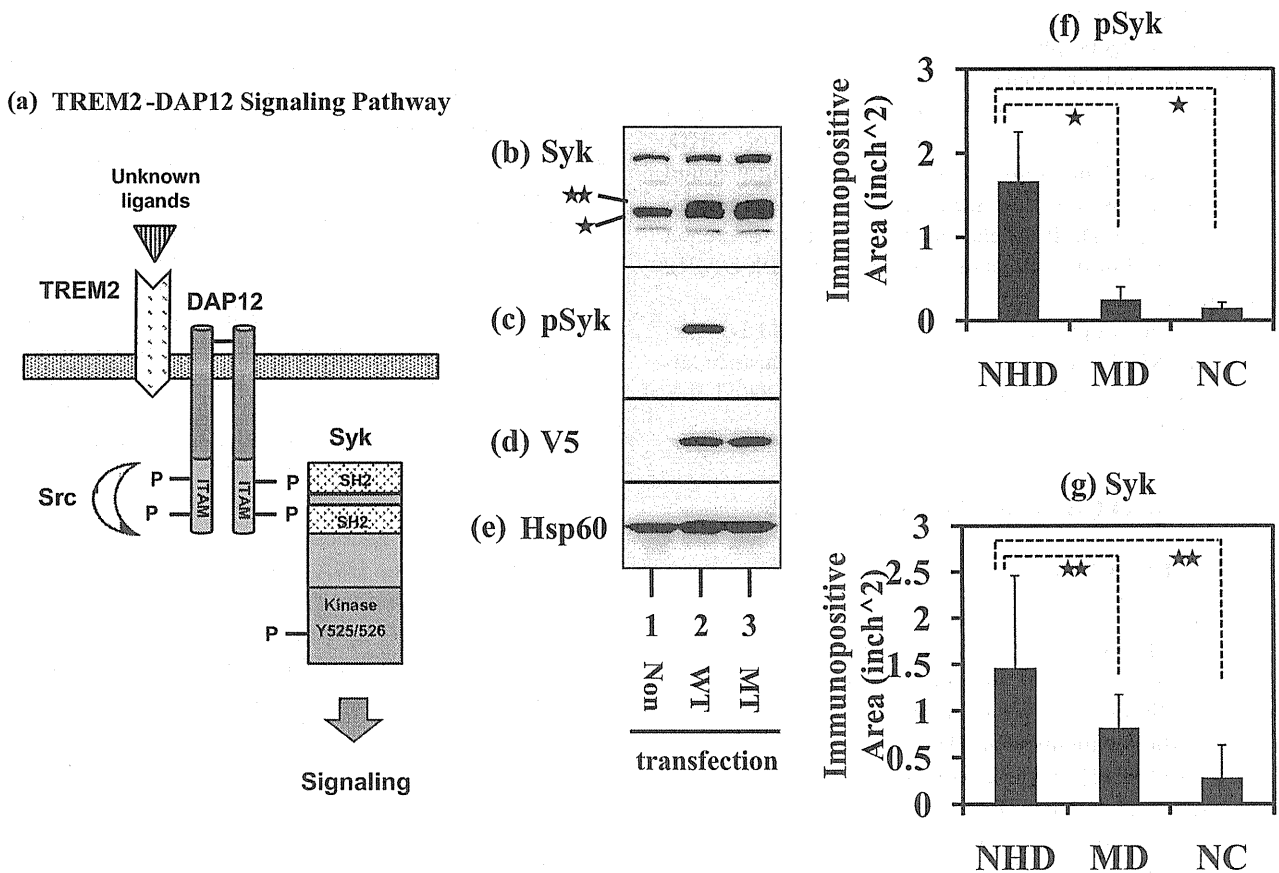 (a) TREM2-DAP12 Signaling Pathway
Unknown
ligands
TREM2
DAP12
Syk
Src
P
P
ITAM
ITAM
P
P
SH2
SH2
Kinase
Y525/526
P
Signaling
(b) Syk
★★
★
(c) pSyk
(d) V5
(e) Hsp60
1 2 3
Non WT MT
transfection
(f) pSyk
Immunopositive
Area (inch^2)
3
2
1
0
★
★
NHD MD NC
(g) Syk
Immunopositive
Area (inch^2)
3
2.5
2
1.5
1
0.5
0
★★
★★
NHD MD NC